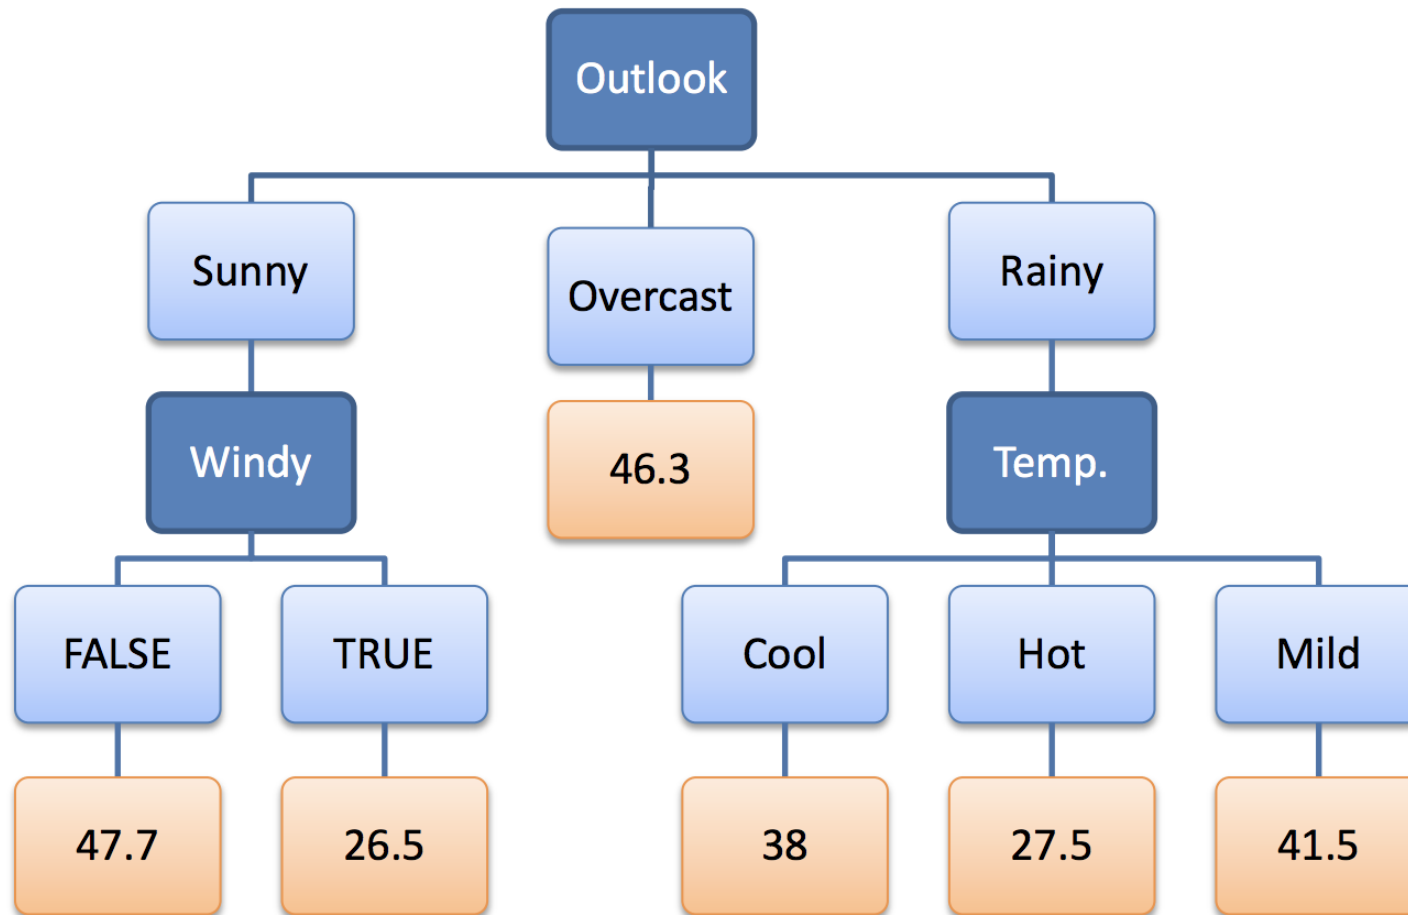 Outlook
Sunny
Overcast
Rainy
Windy
46.3
Temp.
FALSE
TRUE
Cool
Hot
Mild
47.7
26.5
38
27.5
41.5